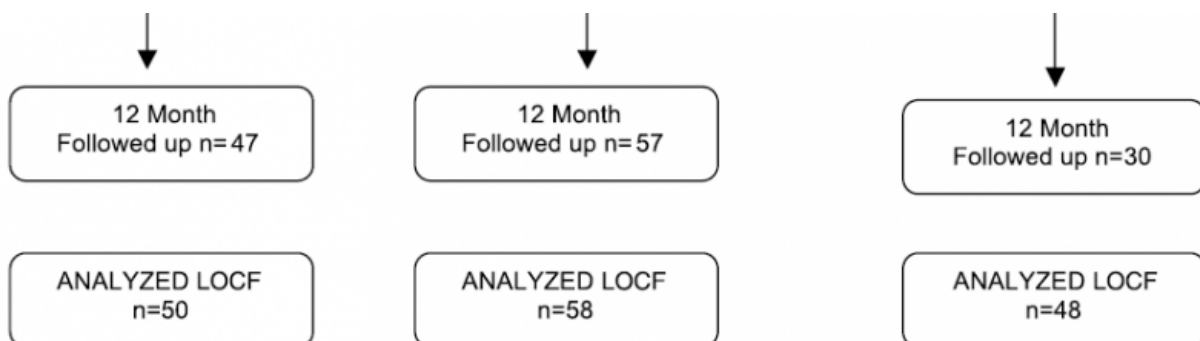 12 Month
Followed up n=47
12 Month
Followed up n=57
12 Month
Followed up n=30
ANALYZED LOCF
n=50
ANALYZED LOCF
n=58
ANALYZED LOCF
n=48